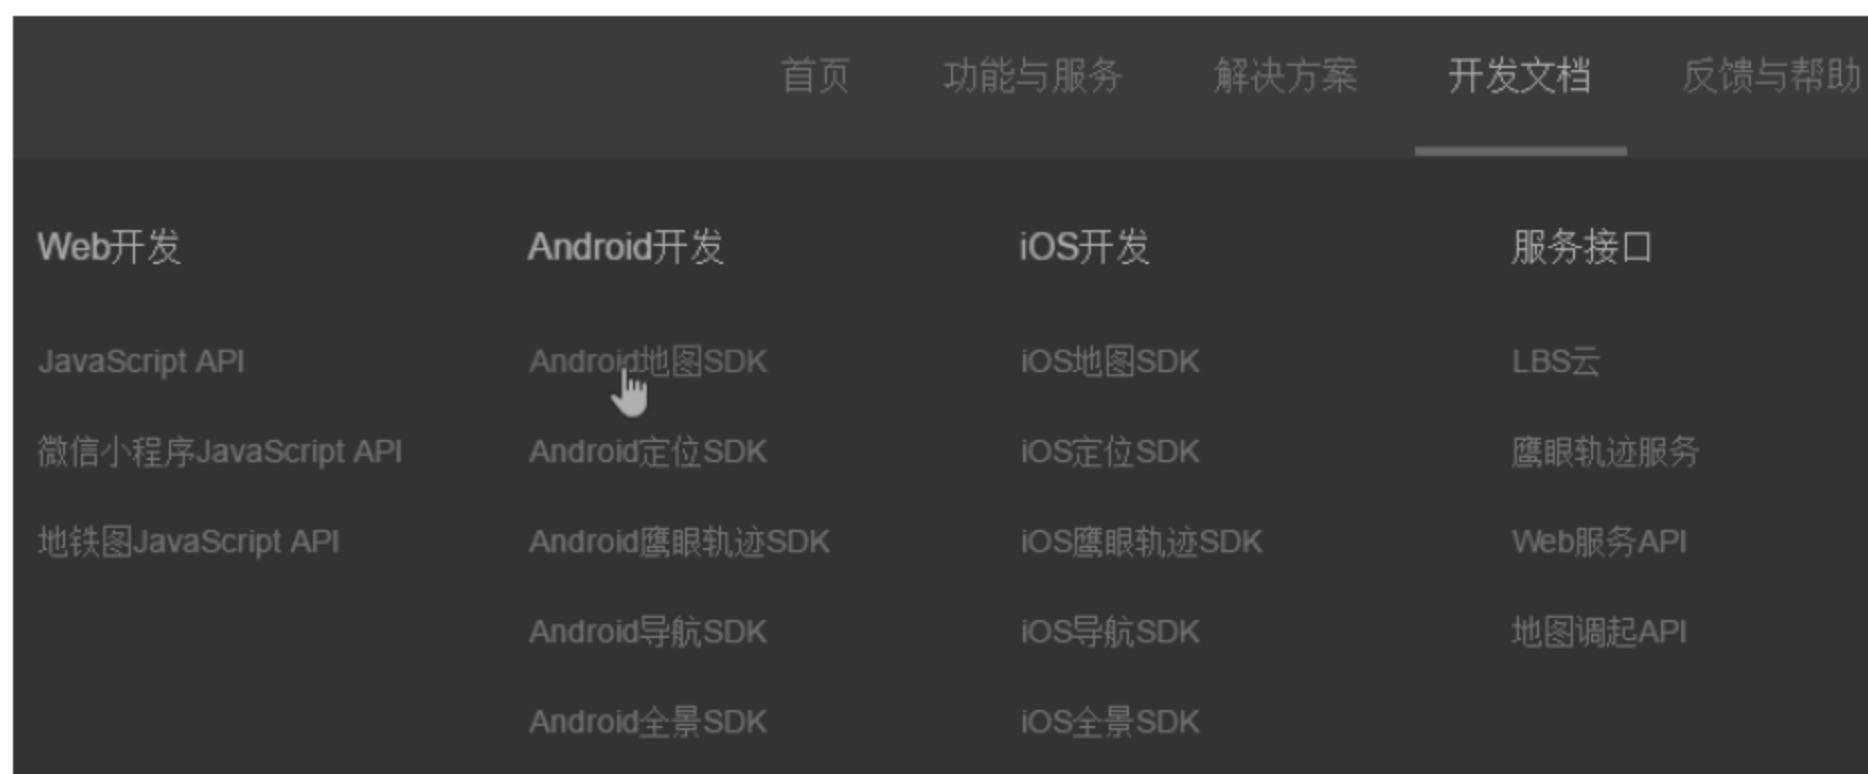 首页 功能与服务 解决方案 开发文档 反馈与帮助
Web开发 Android开发 iOS开发 服务接口
JavaScript API Android地图SDK iOS地图SDK LBS云
微信小程序JavaScript API Android定位SDK iOS定位SDK 鹰眼轨迹服务
地铁图JavaScript API Android鹰眼轨迹SDK iOS鹰眼轨迹SDK Web服务API
Android导航SDK iOS导航SDK 地图调起API
Android全景SDK iOS全景SDK